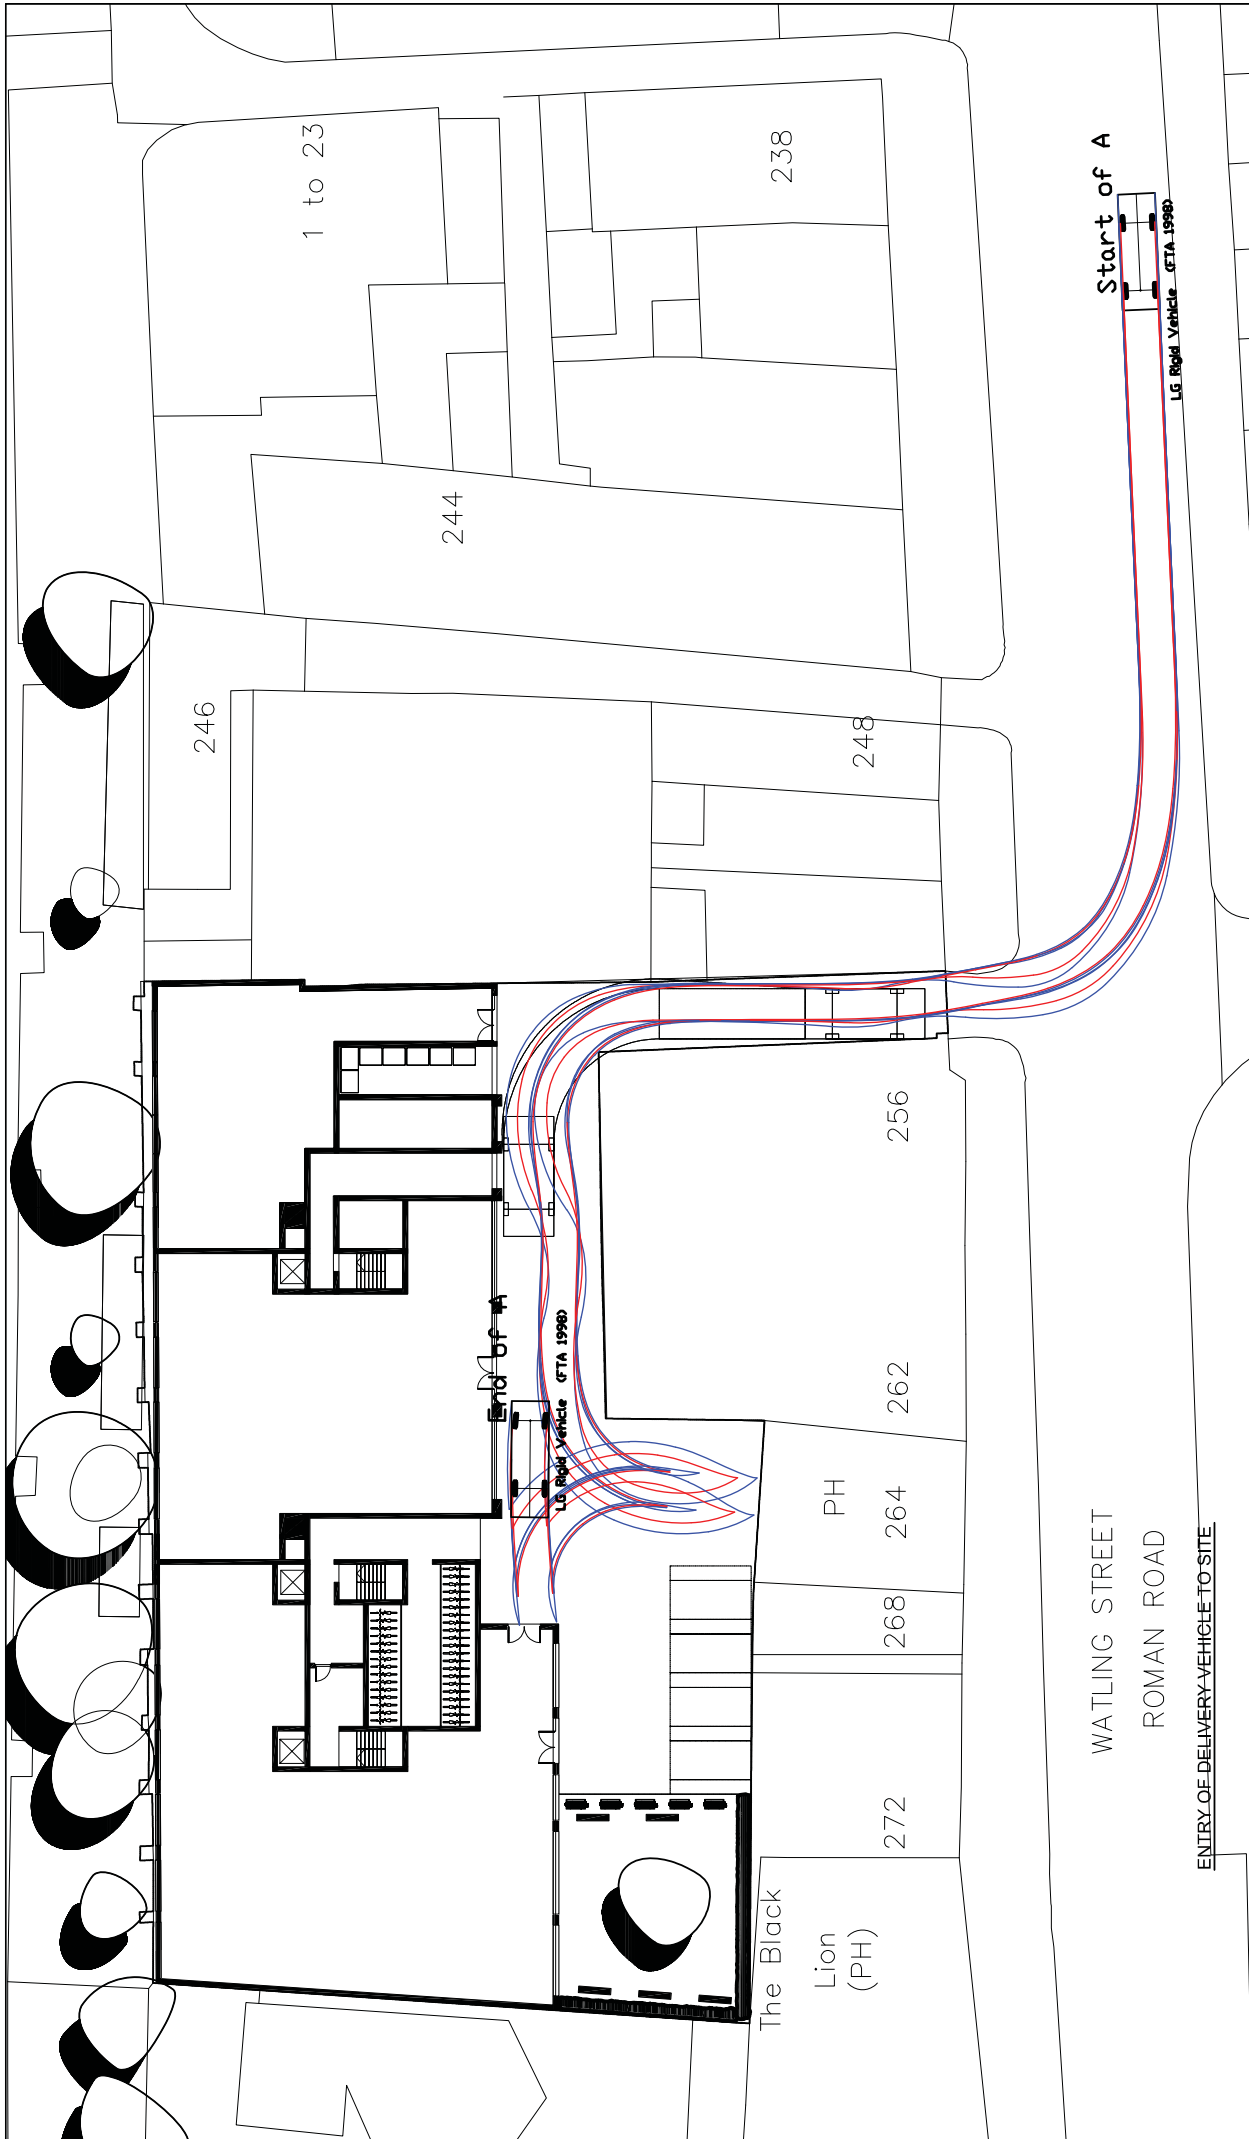 1 to 23
238
Start of A
LG Rigid Vehicle (FTA 1998)
244
246
248
256
End of A
LG Rigid Vehicle (FTA 1998)
262
PH
264
268
272
The Black
Lion
(PH)
WATLING STREET
ROMAN ROAD
ENTRY OF DELIVERY VEHICLE TO SITE